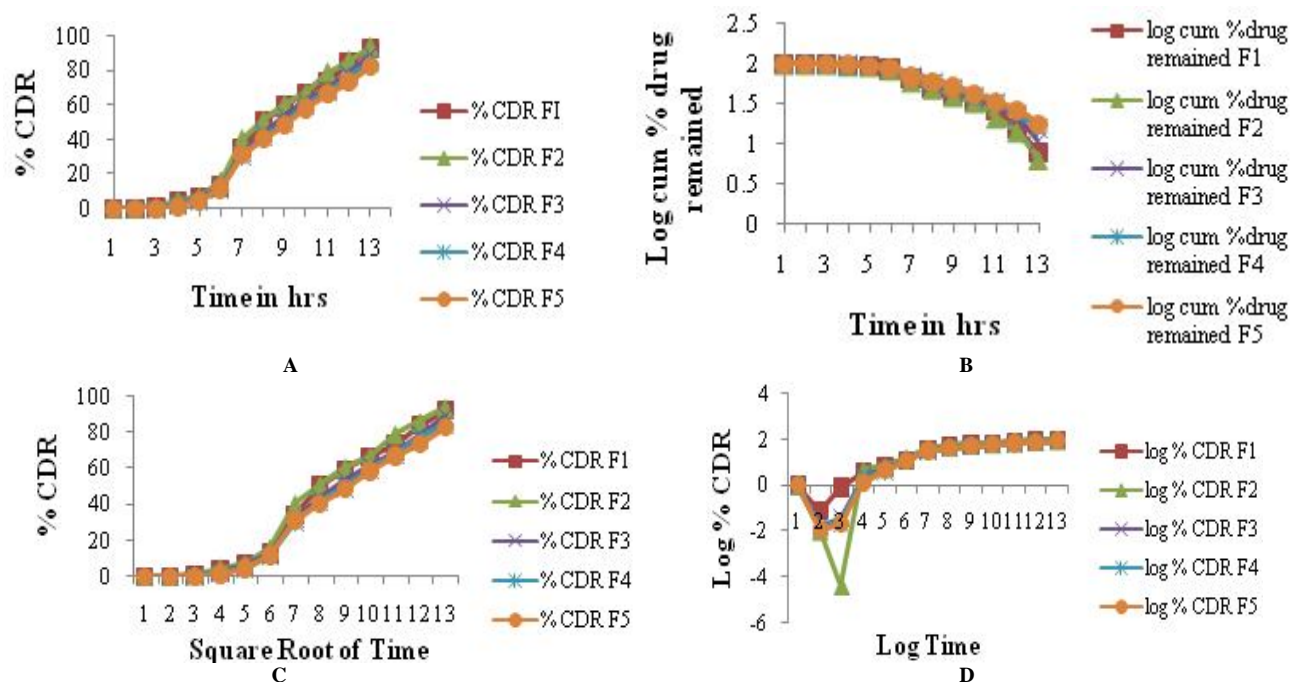 100
80
60
40
20
0
% CDR
1 3 5 7 9 11 13
Time in hrs
% CDR FI
% CDR F2
% CDR F3
% CDR F4
% CDR F5
A
2.5
2
1.5
1
0.5
0
Log cum % drug
remained
1 3 5 7 9 11 13
Time in hrs
log cum %drug
remained F1
log cum %drug
remained F2
log cum %drug
remained F3
log cum %drug
remained F4
log cum %drug
remained F5
B
100
80
60
40
20
0
% CDR
1 2 3 4 5 6 7 8 9 10 11 12 13
Square Root of Time
% CDR F1
% CDR F2
% CDR F3
% CDR F4
% CDR F5
C
4
2
0
-2
-4
-6
Log % CDR
1 2 3 4 5 6 7 8 9 10 11 12 13
Log Time
log % CDR F1
log % CDR F2
log % CDR F3
log % CDR F4
log % CDR F5
D